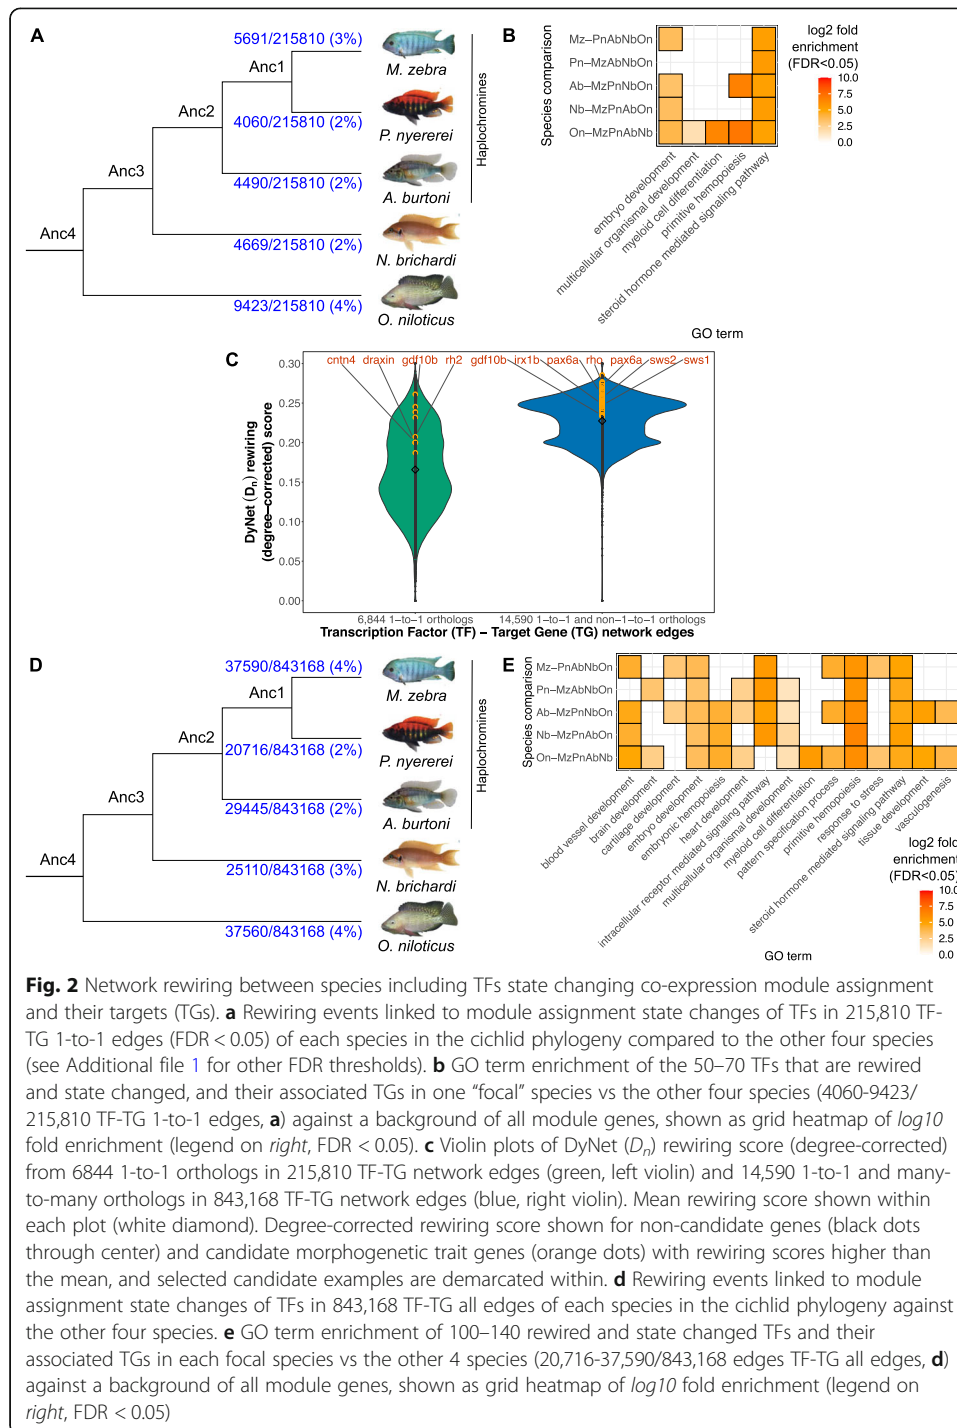 A
5691/215810 (3%)
M. zebra
Anc1
Anc2
4060/215810 (2%)
P. nyererei
Haplochromines
Anc3
4490/215810 (2%)
A. burtoni
Anc4
4669/215810 (2%)
N. brichardi
9423/215810 (4%)
O. niloticus
B
Species comparison
Mz–PnAbNbOn
Pn–MzAbNbOn
Ab–MzPnNbOn
Nb–MzPnAbOn
On–MzPnAbNb
embryo development
multicellular organismal development
myeloid cell differentiation
primitive hemopoiesis
steroid hormone mediated signaling pathway
GO term
log2 fold
enrichment
(FDR<0.05)
10.0
7.5
5.0
2.5
0.0
C
cntn4 draxin gdf10b rh2 gdf10b irx1b pax6a rho pax6a sws2 sws1
DyNet (Dn) rewiring
(degree–corrected) score
0.30
0.25
0.20
0.15
0.10
0.05
0.00
6,844 1–to–1 orthologs 14,590 1–to–1 and non–1–to–1 orthologs
Transcription Factor (TF) – Target Gene (TG) network edges
D
37590/843168 (4%)
M. zebra
Anc1
Anc2
20716/843168 (2%)
P. nyererei
Haplochromines
Anc3
29445/843168 (2%)
A. burtoni
Anc4
25110/843168 (3%)
N. brichardi
37560/843168 (4%)
O. niloticus
E
Species comparison
Mz–PnAbNbOn
Pn–MzAbNbOn
Ab–MzPnNbOn
Nb–MzPnAbOn
On–MzPnAbNb
blood vessel development
brain development
cartilage development
embryo development
embryonic hemopoiesis
heart development
intracellular receptor mediated signaling pathway
multicellular organismal development
myeloid cell differentiation
pattern specification process
primitive hemopoiesis
response to stress
steroid hormone mediated signaling pathway
tissue development
vasculogenesis
GO term
log2 fold
enrichment
(FDR<0.05)
10.0
7.5
5.0
2.5
0.0
Fig. 2 Network rewiring between species including TFs state changing co-expression module assignment
and their targets (TGs). a Rewiring events linked to module assignment state changes of TFs in 215,810 TF-
TG 1-to-1 edges (FDR < 0.05) of each species in the cichlid phylogeny compared to the other four species
(see Additional file 1 for other FDR thresholds). b GO term enrichment of the 50–70 TFs that are rewired
and state changed, and their associated TGs in one “focal” species vs the other four species (4060-9423/
215,810 TF-TG 1-to-1 edges, a) against a background of all module genes, shown as grid heatmap of log10
fold enrichment (legend on right, FDR < 0.05). c Violin plots of DyNet (Dn) rewiring score (degree-corrected)
from 6844 1-to-1 orthologs in 215,810 TF-TG network edges (green, left violin) and 14,590 1-to-1 and many-
to-many orthologs in 843,168 TF-TG network edges (blue, right violin). Mean rewiring score shown within
each plot (white diamond). Degree-corrected rewiring score shown for non-candidate genes (black dots
through center) and candidate morphogenetic trait genes (orange dots) with rewiring scores higher than
the mean, and selected candidate examples are demarcated within. d Rewiring events linked to module
assignment state changes of TFs in 843,168 TF-TG all edges of each species in the cichlid phylogeny against
the other four species. e GO term enrichment of 100–140 rewired and state changed TFs and their
associated TGs in each focal species vs the other 4 species (20,716-37,590/843,168 edges TF-TG all edges, d)
against a background of all module genes, shown as grid heatmap of log10 fold enrichment (legend on
right, FDR < 0.05)